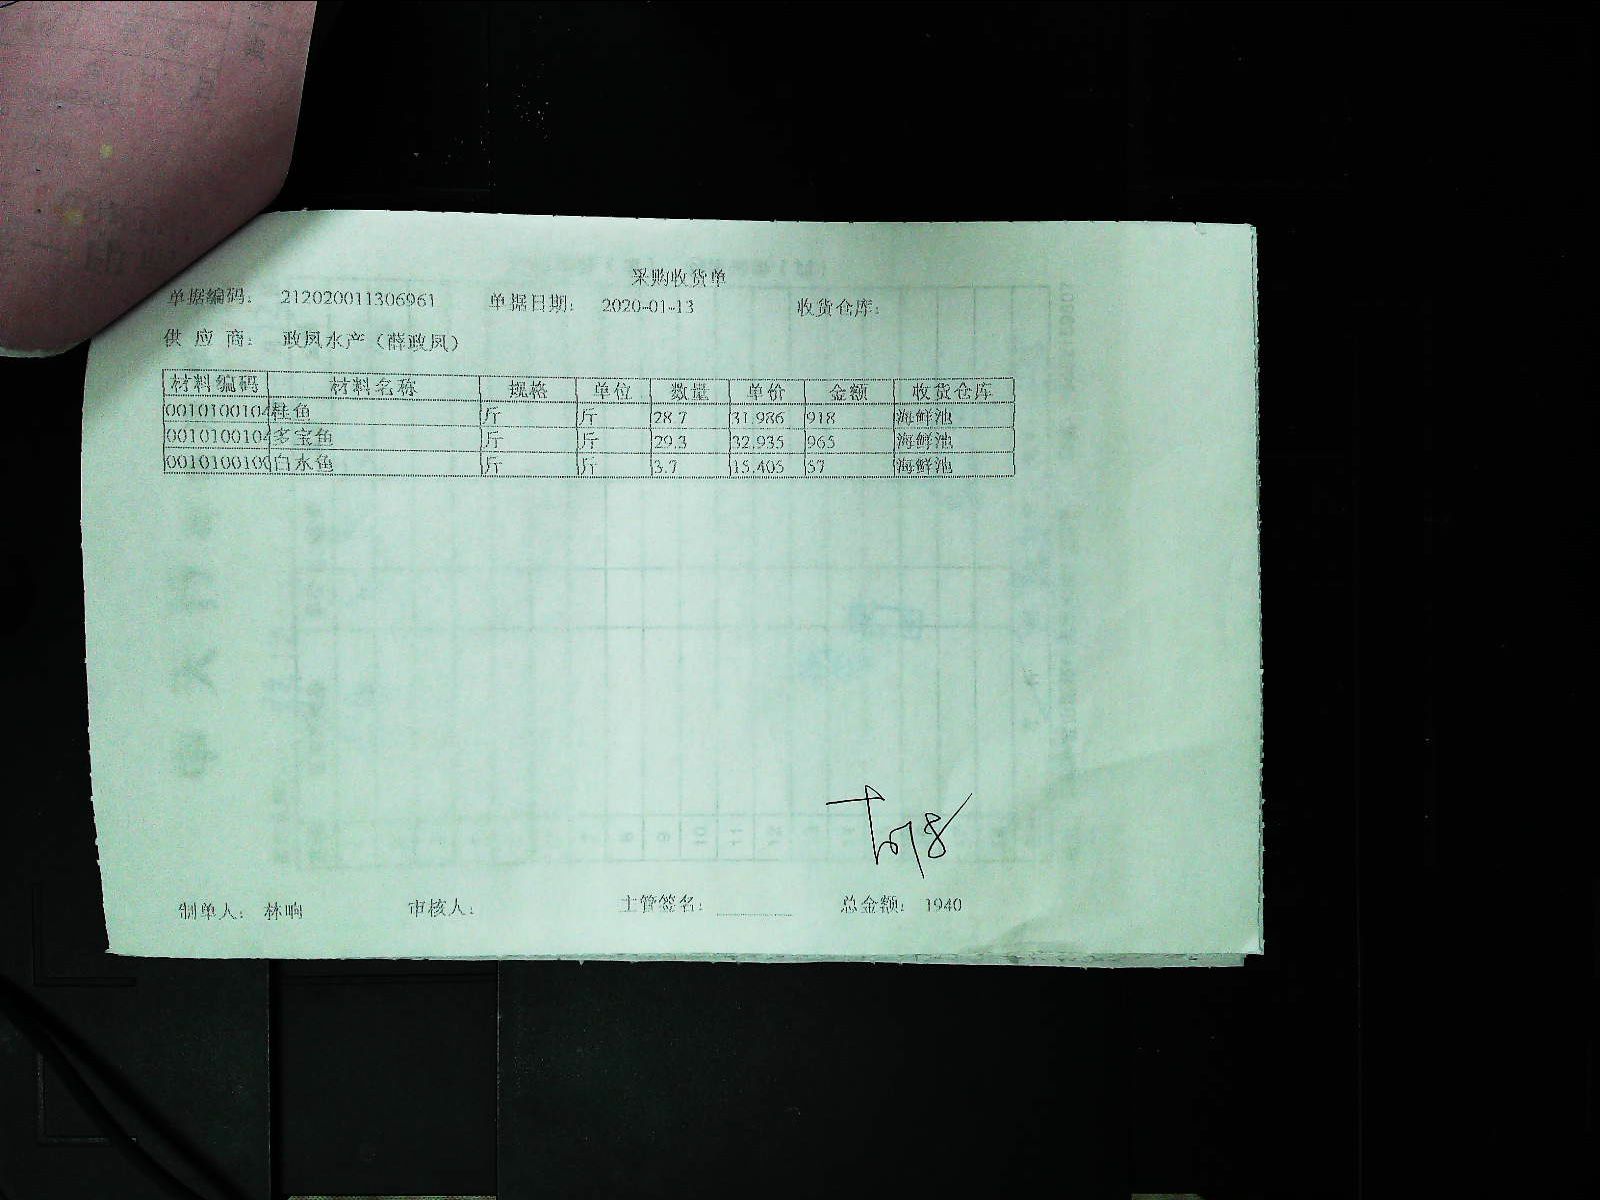 采购收货单
单据编码： 212020011306961 单据日期： 2020-01-13 收货仓库：
供 应 商： 政凤水产（薛政凤）
材料编码 材料名称 规格 单位 数量 单价 金额 收货仓库
0010100104 桂鱼 斤 斤 28.7 31.986 918 海鲜池
0010100104 多宝鱼 斤 斤 29.3 32.935 965 海鲜池
0010100100 白水鱼 斤 斤 3.7 15.405 57 海鲜池
制单人： 林响 审核人： 主管签名： 总金额： 1940